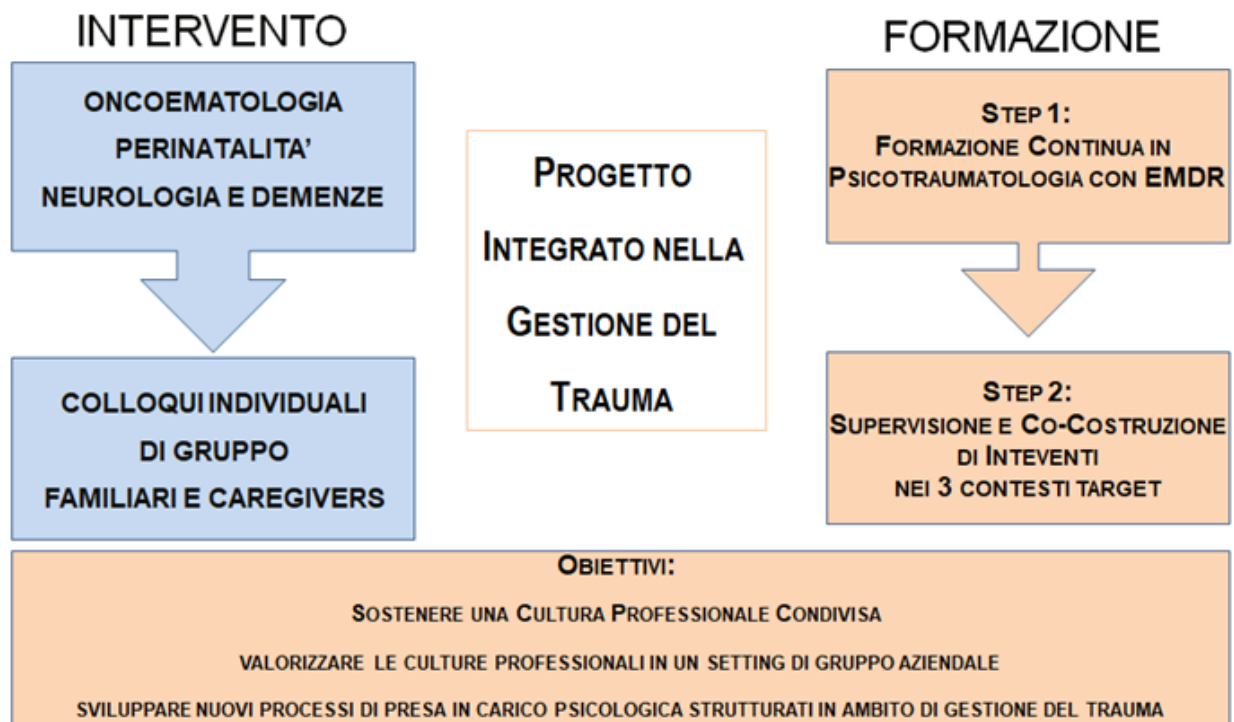 INTERVENTO
ONCOEMATOLOGIA
PERINATALITA'
NEUROLOGIA E DEMENZE
COLLOQUI INDIVIDUALI
DI GRUPPO
FAMILIARI E CAREGIVERS
PROGETTO
INTEGRATO NELLA
GESTIONE DEL
TRAUMA
FORMAZIONE
STEP 1:
FORMAZIONE CONTINUA IN
PSICOTRAUMATOLOGIA CON EMDR
STEP 2:
SUPERVISIONE E CO-COSTRUZIONE
DI INTEVENTI
NEI 3 CONTESTI TARGET
OBIETTIVI:
SOSTENERE UNA CULTURA PROFESSIONALE CONDIVISA
VALORIZZARE LE CULTURE PROFESSIONALI IN UN SETTING DI GRUPPO AZIENDALE
SVILUPPARE NUOVI PROCESSI DI PRESA IN CARICO PSICOLOGICA STRUTTURATI IN AMBITO DI GESTIONE DEL TRAUMA